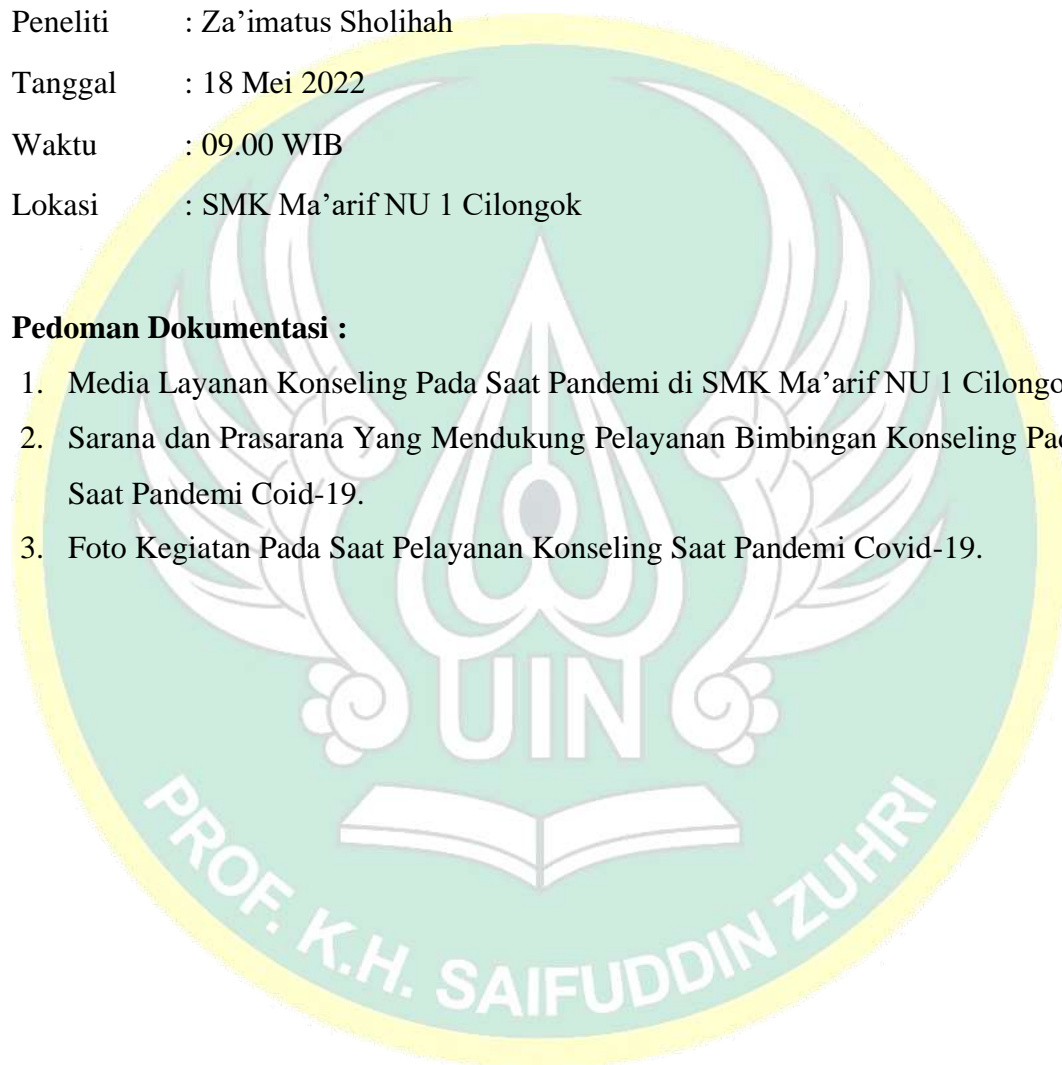 Peneliti : Za’imatus Sholihah
Tanggal : 18 Mei 2022
Waktu : 09.00 WIB
Lokasi : SMK Ma’arif NU 1 Cilongok
Pedoman Dokumentasi :
1. Media Layanan Konseling Pada Saat Pandemi di SMK Ma’arif NU 1 Cilongo
2. Sarana dan Prasarana Yang Mendukung Pelayanan Bimbingan Konseling Pad
Saat Pandemi Coid-19.
3. Foto Kegiatan Pada Saat Pelayanan Konseling Saat Pandemi Covid-19.
UIN
PROF. K.H. SAIFUDDIN ZUHRI